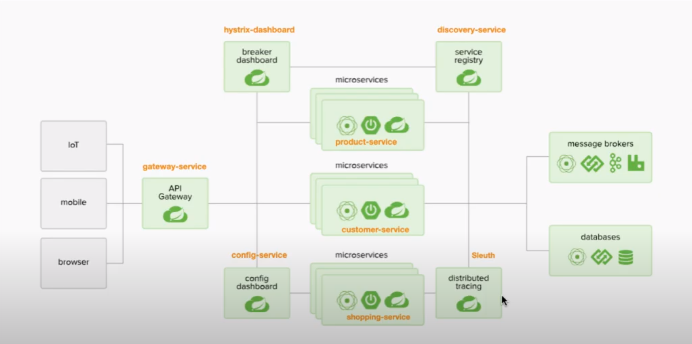 hystrix-dashboard
discovery-service
breaker
dashboard
service
registry
microservices
product-service
IoT
message brokers
gateway-service
microservices
API
Gateway
mobile
customer-service
databases
config-service
microservices
Sleuth
browser
config
dashboard
distributed
tracing
shopping-service